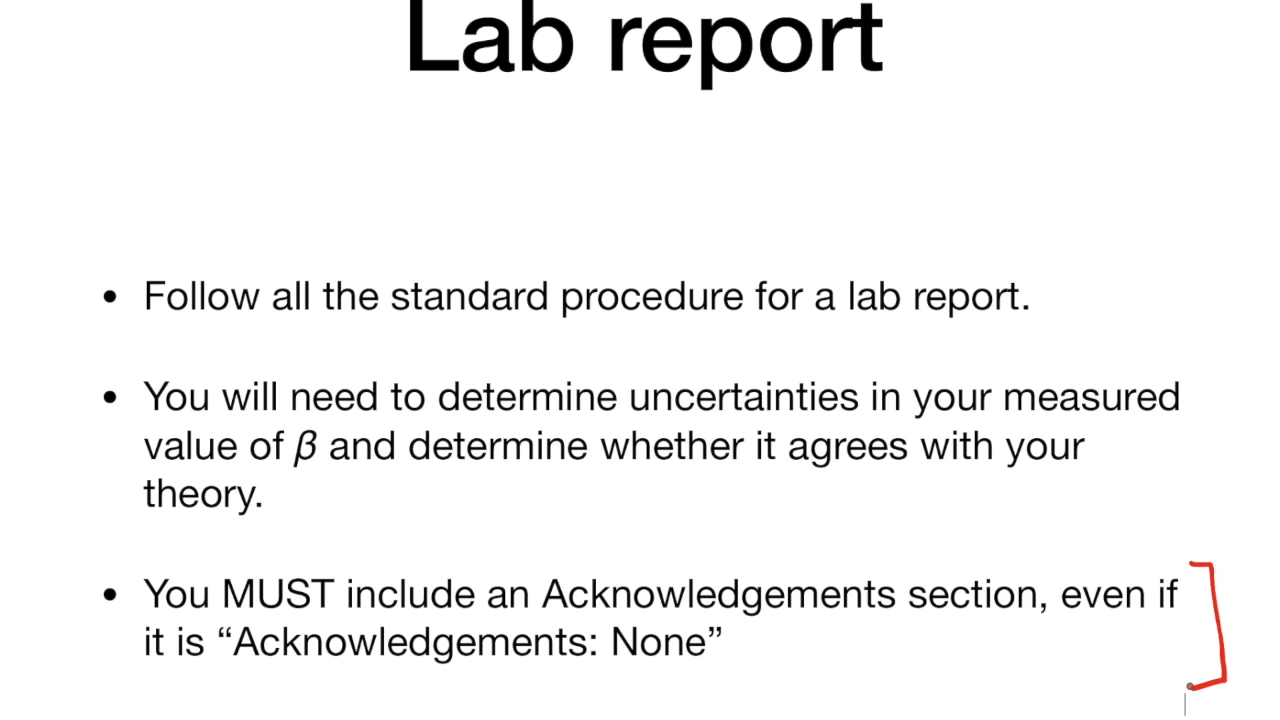 Lab report
• Follow all the standard procedure for a lab report.
• You will need to determine uncertainties in your measured
value of β and determine whether it agrees with your
theory.
• You MUST include an Acknowledgements section, even if
it is “Acknowledgements: None”